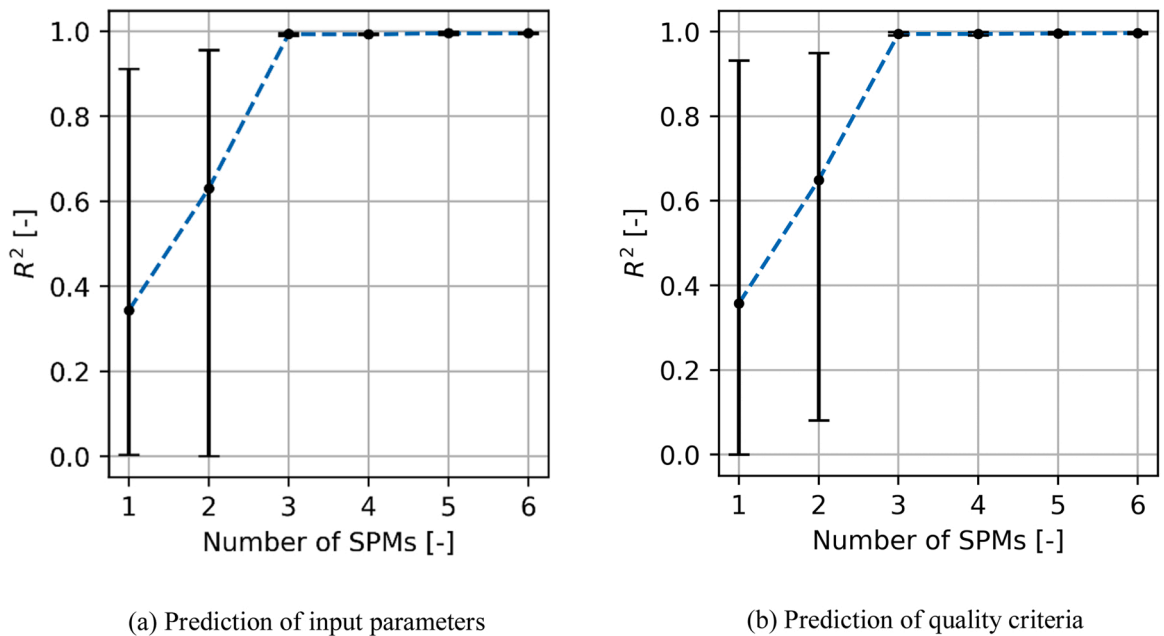 1.0
0.8
0.6
0.4
0.2
0.0
R² [-]
1 2 3 4 5 6
Number of SPMs [-]
(a) Prediction of input parameters
1.0
0.8
0.6
0.4
0.2
0.0
R² [-]
1 2 3 4 5 6
Number of SPMs [-]
(b) Prediction of quality criteria